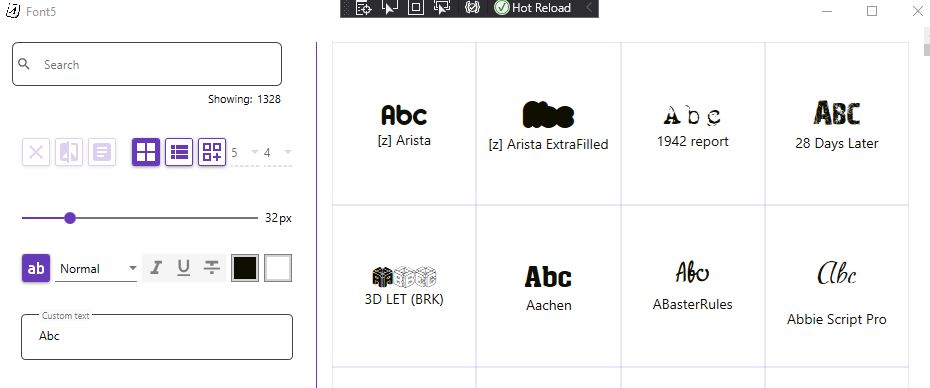 Font5
Hot Reload
Search
Showing: 1328
5
4
32px
ab
Normal
I
U
Custom text
Abc
Abc
[z] Arista
Abc
[z] Arista ExtraFilled
Abc
1942 report
ABC
28 Days Later
ABC
3D LET (BRK)
Abc
Aachen
Abc
ABasterRules
Abc
Abbie Script Pro